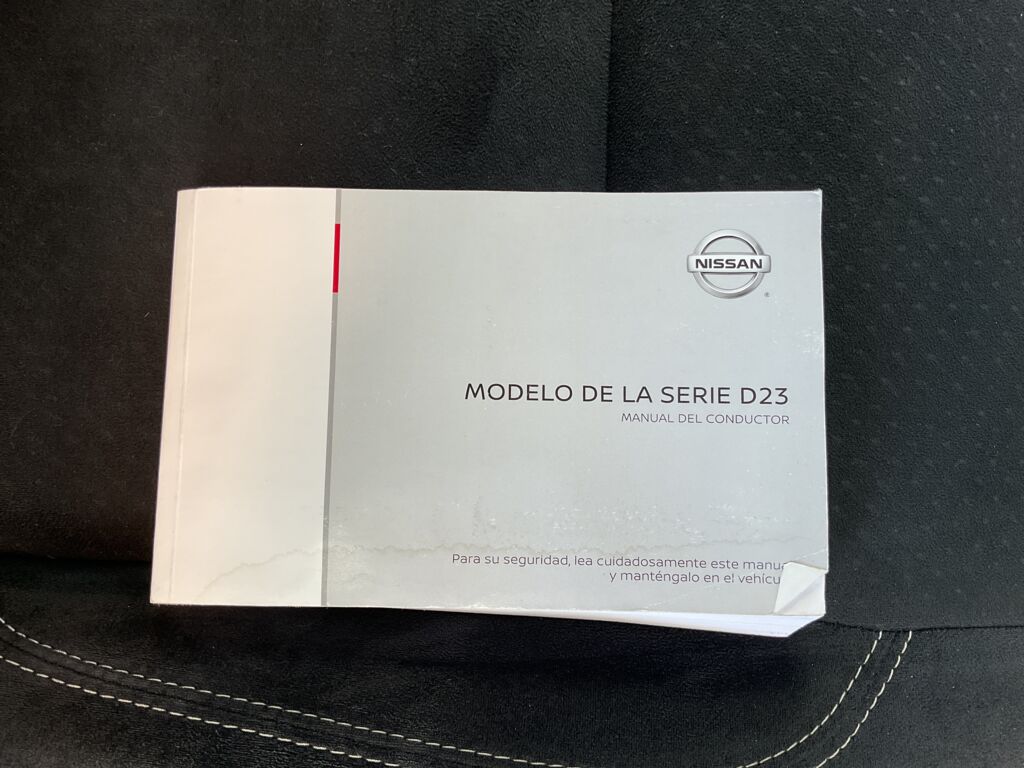 NISSAN
MODELO DE LA SERIE D23
MANUAL DEL CONDUCTOR
Para su seguridad, lea cuidadosamente este
y manténgalo en el